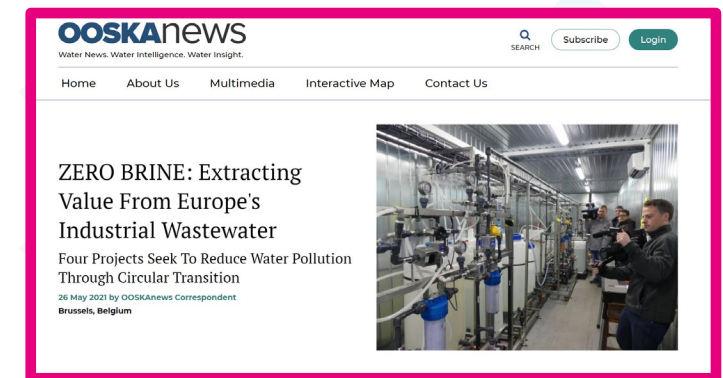 OOSKAnews
Water News. Water Intelligence. Water Insight.
SEARCH
Subscribe
Login
Home About Us Multimedia Interactive Map Contact Us
ZERO BRINE: Extracting
Value From Europe's
Industrial Wastewater
Four Projects Seek To Reduce Water Pollution
Through Circular Transition
26 May 2021 by OOSKAnews Correspondent
Brussels, Belgium